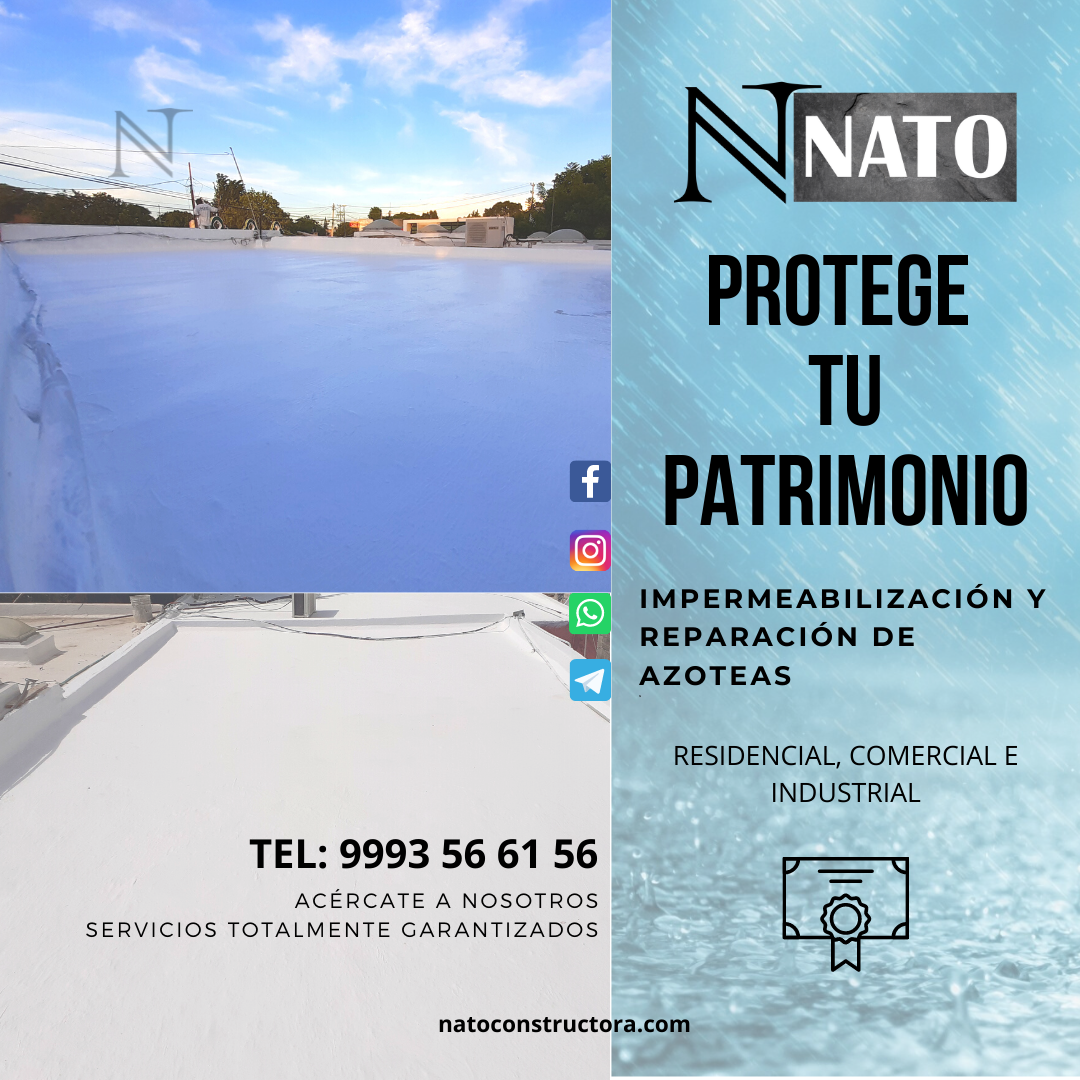 N
N NATO
PROTEGE
TU
PATRIMONIO
IMPERMEABILIZACIÓN Y
REPARACIÓN DE
AZOTEAS
RESIDENCIAL, COMERCIAL E
INDUSTRIAL
TEL: 9993 56 61 56
ACÉRCATE A NOSOTROS
SERVICIOS TOTALMENTE GARANTIZADOS
natoconstructora.com